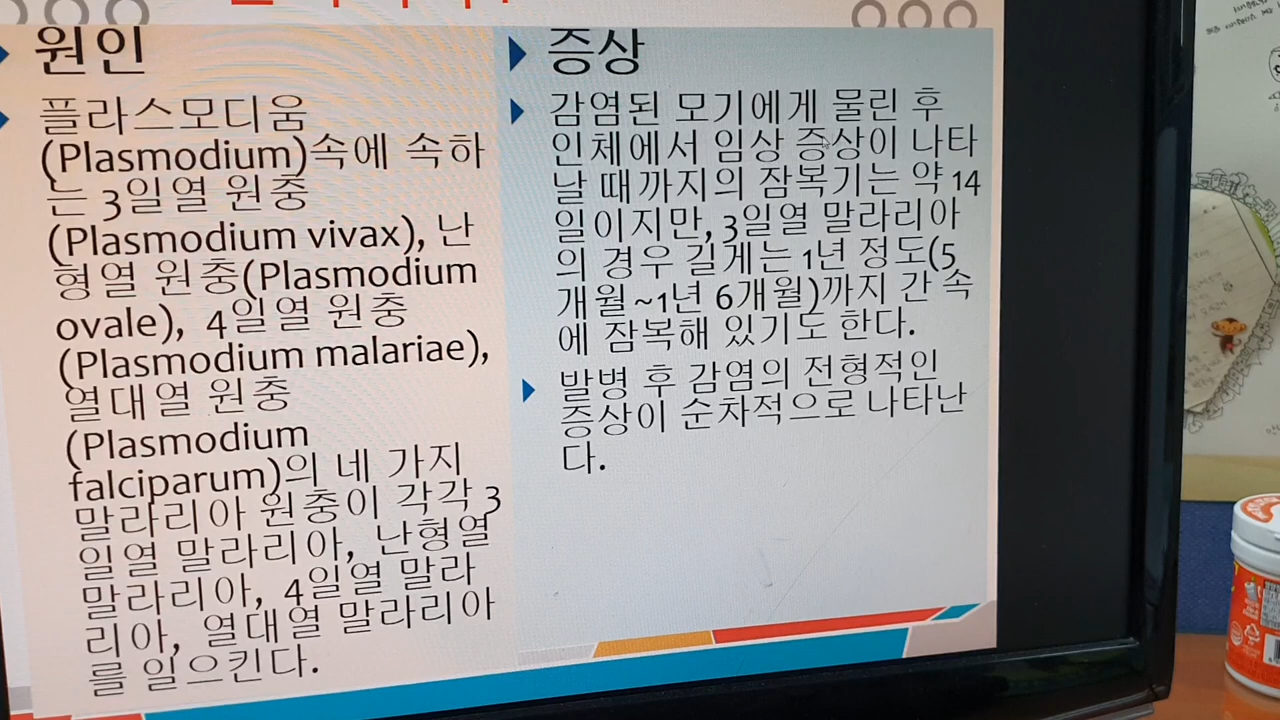 원인
플라스모디움
(Plasmodium)속에 속하
는 3일열 원충
(Plasmodium vivax), 난
형열 원충(Plasmodium
ovale), 4일열 원충
(Plasmodium malariae),
열대열 원충
(Plasmodium
falciparum)의 네 가지
말라리아 원충이 각각 3
일열 말라리아, 난형열
말라리아, 4일열 말라
리아, 열대열 말라리아
를 일으킨다.
증상
감염된 모기에게 물린 후
인체에서 임상 증상이 나타
날 때까지의 잠복기는 약 14
일이지만, 3일열 말라리아
의 경우 길게는 1년 정도(5
개월~1년 6개월)까지 간 속
에 잠복해 있기도 한다.
발병 후 감염의 전형적인
증상이 순차적으로 나타난
다.